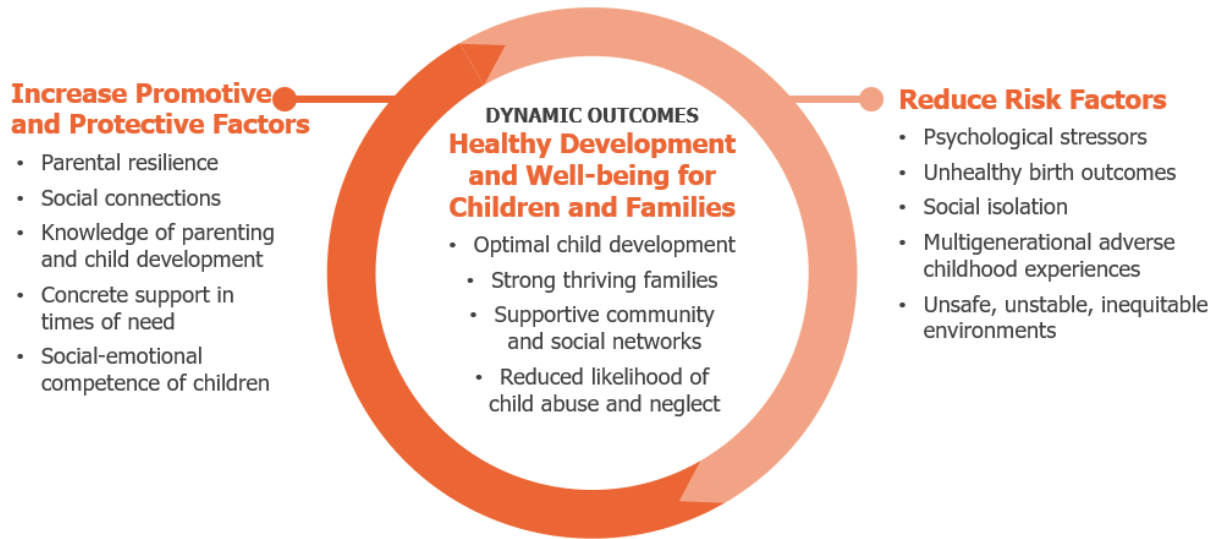 Increase Promotive
and Protective Factors
• Parental resilience
• Social connections
• Knowledge of parenting
and child development
• Concrete support in
times of need
• Social-emotional
competence of children
DYNAMIC OUTCOMES
Healthy Development
and Well-being for
Children and Families
• Optimal child development
• Strong thriving families
• Supportive community
and social networks
• Reduced likelihood of
child abuse and neglect
Reduce Risk Factors
• Psychological stressors
• Unhealthy birth outcomes
• Social isolation
• Multigenerational adverse
childhood experiences
• Unsafe, unstable, inequitable
environments